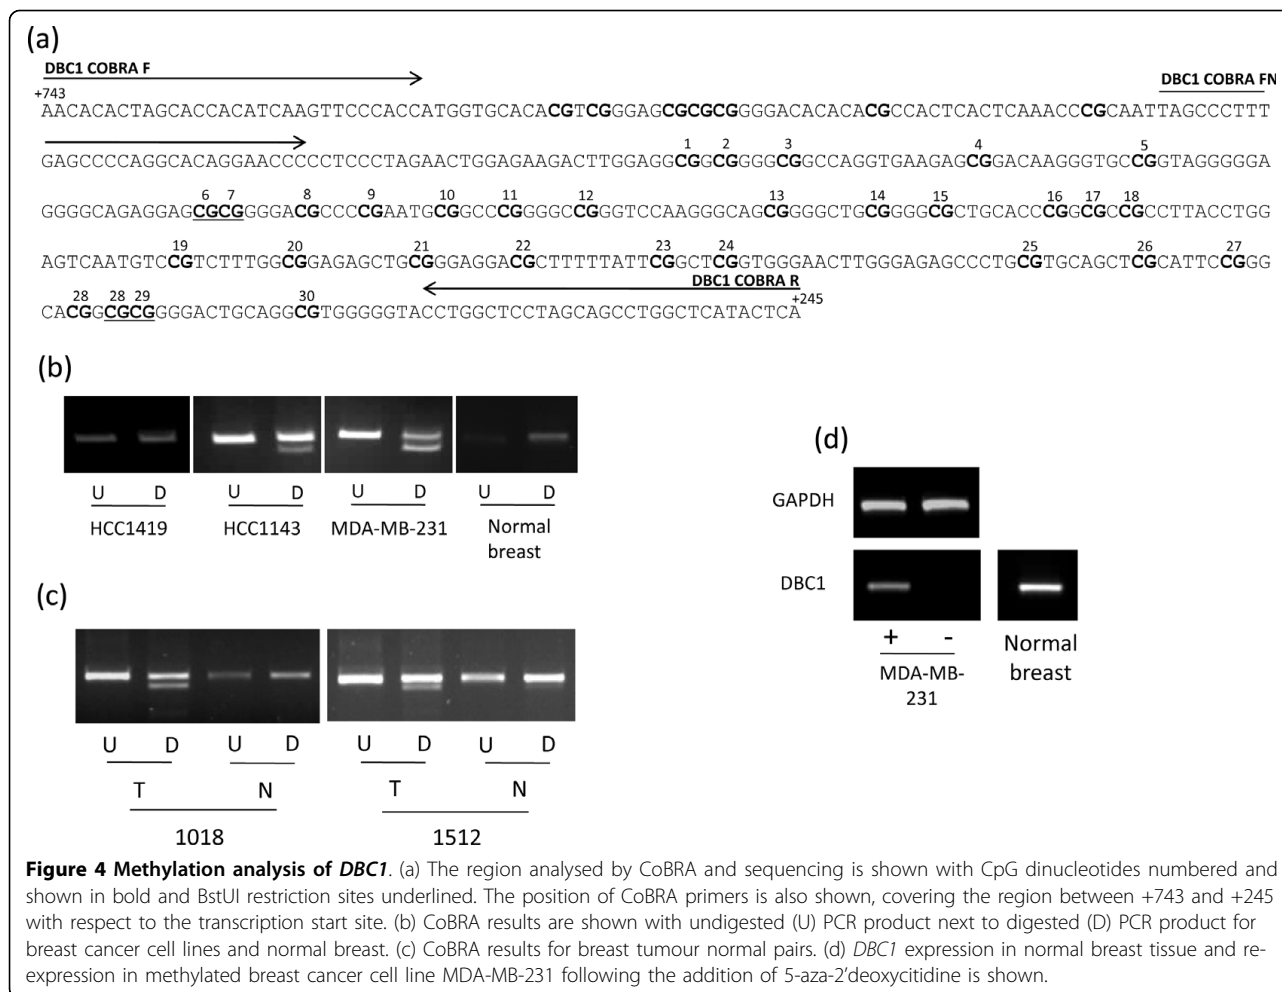 (a)
DBC1 COBRA F
DBC1 COBRA FN
+743
AACACACTAGCACCACATCAAGTTCCCACCATGGTGCACACGTCGGGAGCGCGCGGGGACACACACGCCACTCACTCAAACCCGCAATTAGCCCTTT
1 2 3 4 5
GAGCCCCAGGCACAGGAACCCCCTCCCTAGAACTGGAGAAGACTTGGAGGCGGCGGGGCGGCCAGGTGAAGAGCGGACAAGGGTGCCGGTAGGGGGA
6 7 8 9 10 11 12 13 14 15 16 17 18
GGGGCAGAGGAGCGCGGGGACGCCCCGAATGCGGCCCGGGGCCGGGTCCAAGGGCAGCGGGGCTGCGGGGCGCTGCACCCGGCGCCGCCTTACCTGG
19 20 21 22 23 24 25 26 27
AGTCAATGTCCGTCTTTGGCGGAGAGCTGCGGGAGGACGCTTTTTATTCGGCTCGGTGGGAACTTGGGAGAGCCCTGCGTGCAGCTCGCATTCCGGG
28 28 29 30 DBC1 COBRA R +245
CACGGCGCGGGGACTGCAGGCGTGGGGGTACCTGGCTCCTAGCAGCCTGGCTCATACTCA
(b)
U D U D U D U D
HCC1419 HCC1143 MDA-MB-231 Normal
breast
(c)
U D U D U D U D
T N T N
1018 1512
(d)
GAPDH
DBC1
+ - Normal
MDA-MB- breast
231
Figure 4 Methylation analysis of DBC1. (a) The region analysed by CoBRA and sequencing is shown with CpG dinucleotides numbered and
shown in bold and BstUI restriction sites underlined. The position of CoBRA primers is also shown, covering the region between +743 and +245
with respect to the transcription start site. (b) CoBRA results are shown with undigested (U) PCR product next to digested (D) PCR product for
breast cancer cell lines and normal breast. (c) CoBRA results for breast tumour normal pairs. (d) DBC1 expression in normal breast tissue and re-
expression in methylated breast cancer cell line MDA-MB-231 following the addition of 5-aza-2'deoxycitidine is shown.